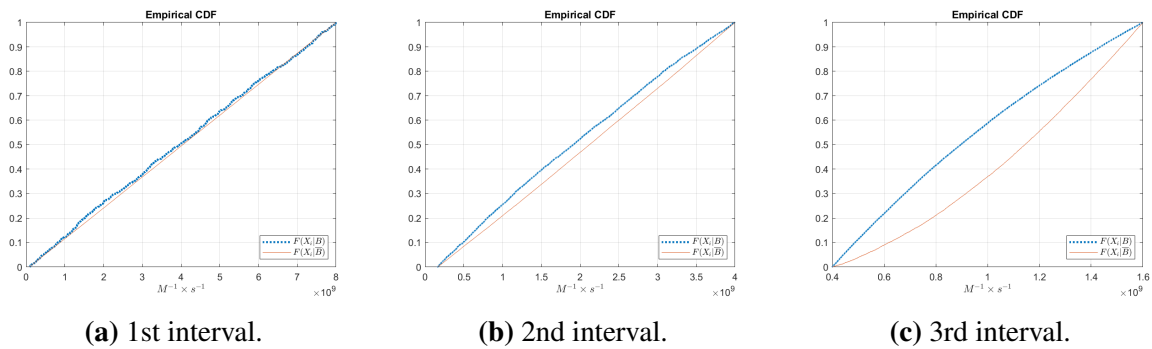 Empirical CDF
1
0.9
0.8
0.7
0.6
0.5
0.4
0.3
0.2
0.1
0
F(X_i|B)
F(X_i|B̅)
0 1 2 3 4 5 6 7 8
M⁻¹ × s⁻¹
×10⁹
(a) 1st interval.
Empirical CDF
1
0.9
0.8
0.7
0.6
0.5
0.4
0.3
0.2
0.1
0
F(X_i|B)
F(X_i|B̅)
0 0.5 1 1.5 2 2.5 3 3.5 4
M⁻¹ × s⁻¹
×10⁹
(b) 2nd interval.
Empirical CDF
1
0.9
0.8
0.7
0.6
0.5
0.4
0.3
0.2
0.1
0
F(X_i|B)
F(X_i|B̅)
0.4 0.6 0.8 1 1.2 1.4 1.6
M⁻¹ × s⁻¹
×10⁹
(c) 3rd interval.